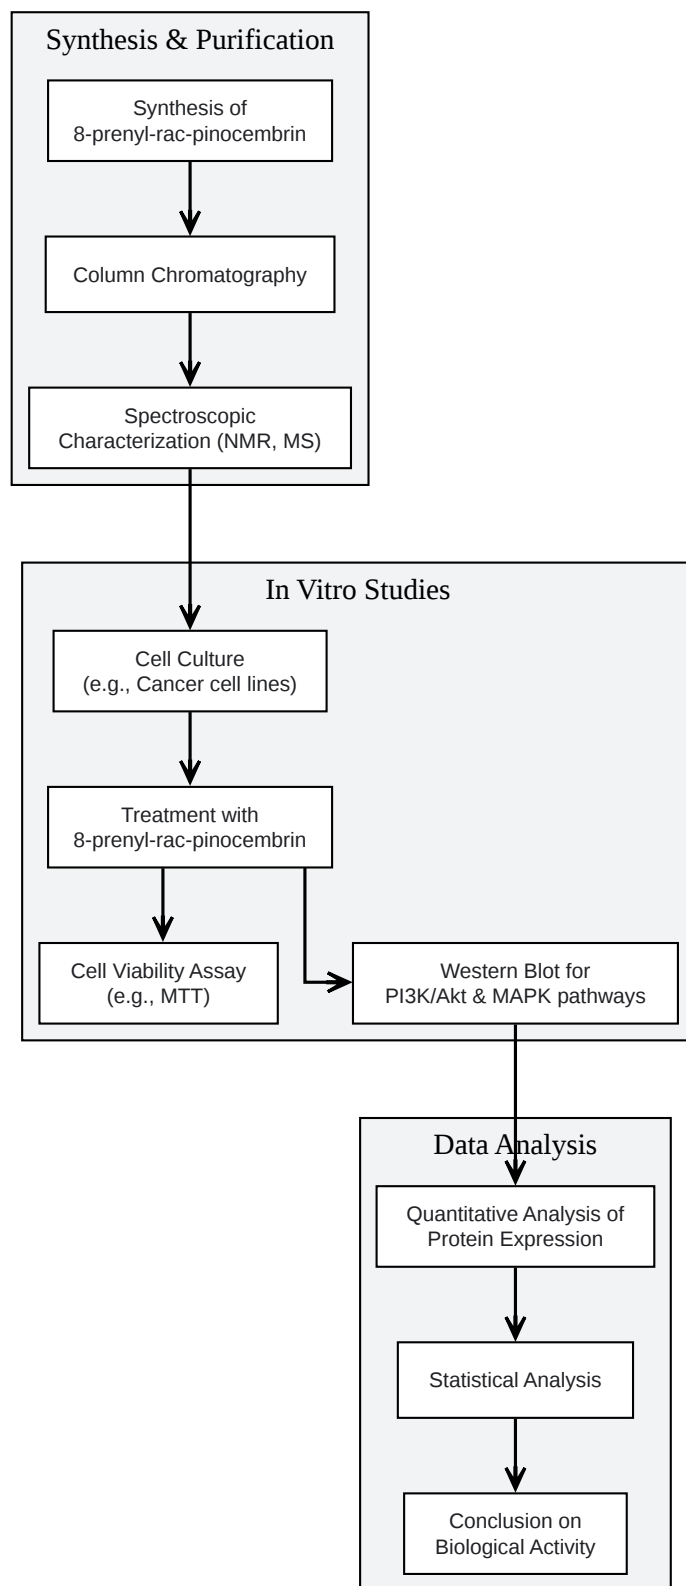 Synthesis & Purification
Synthesis of
8-prenyl-rac-pinocembrin
Column Chromatography
Spectroscopic
Characterization (NMR, MS)
In Vitro Studies
Cell Culture
(e.g., Cancer cell lines)
Treatment with
8-prenyl-rac-pinocembrin
Cell Viability Assay
(e.g., MTT)
Western Blot for
PI3K/Akt & MAPK pathways
Data Analysis
Quantitative Analysis of
Protein Expression
Statistical Analysis
Conclusion on
Biological Activity